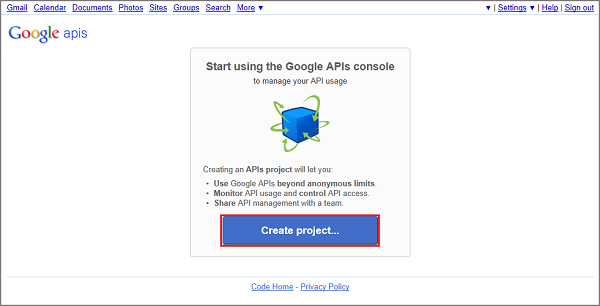 Gmail Calendar Documents Photos Sites Groups Search More ▼ ▼ | Settings ▼ | Help | Sign out
Google apis
Start using the Google APIs console
to manage your API usage
Creating an APIs project will let you:
• Use Google APIs beyond anonymous limits.
• Monitor API usage and control API access.
• Share API management with a team.
Create project...
Code Home - Privacy Policy